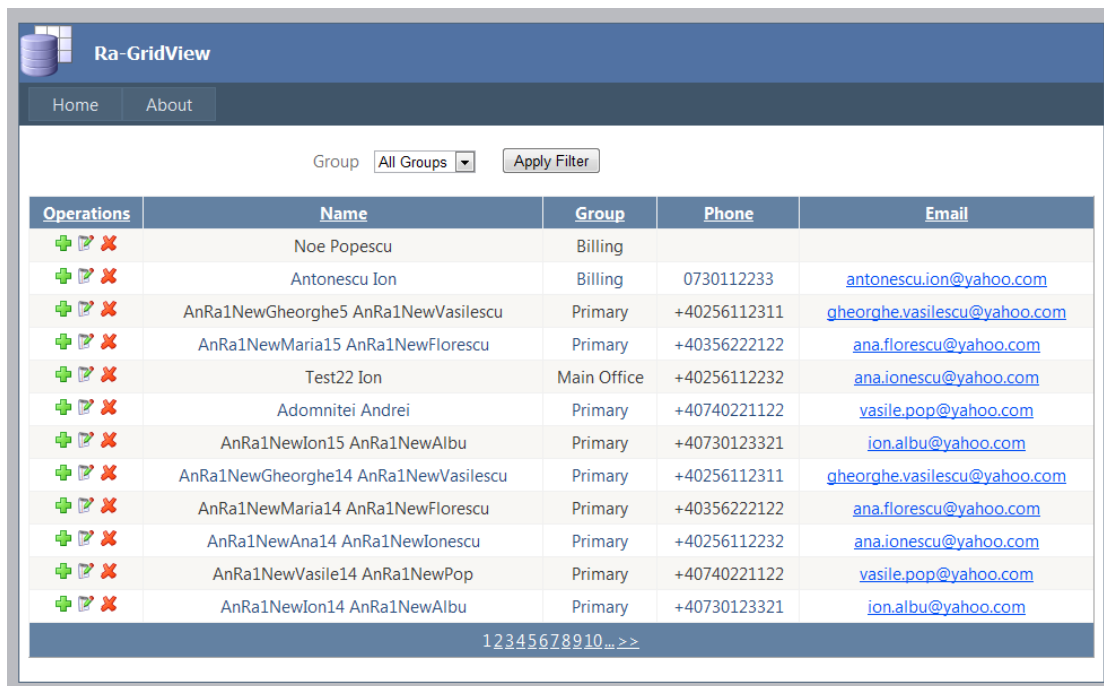 Ra-GridView
Home About
Group All Groups Apply Filter
Operations Name Group Phone Email
Noe Popescu Billing
Antonescu Ion Billing 0730112233 antonescu.ion@yahoo.com
AnRa1NewGheorghe5 AnRa1NewVasilescu Primary +40256112311 gheorghe.vasilescu@yahoo.com
AnRa1NewMaria15 AnRa1NewFlorescu Primary +40356222122 ana.florescu@yahoo.com
Test22 Ion Main Office +40256112232 ana.ionescu@yahoo.com
Adomnitei Andrei Primary +40740221122 vasile.pop@yahoo.com
AnRa1NewIon15 AnRa1NewAlbu Primary +40730123321 ion.albu@yahoo.com
AnRa1NewGheorghe14 AnRa1NewVasilescu Primary +40256112311 gheorghe.vasilescu@yahoo.com
AnRa1NewMaria14 AnRa1NewFlorescu Primary +40356222122 ana.florescu@yahoo.com
AnRa1NewAna14 AnRa1NewIonescu Primary +40256112232 ana.ionescu@yahoo.com
AnRa1NewVasile14 AnRa1NewPop Primary +40740221122 vasile.pop@yahoo.com
AnRa1NewIon14 AnRa1NewAlbu Primary +40730123321 ion.albu@yahoo.com
12345678910...>>